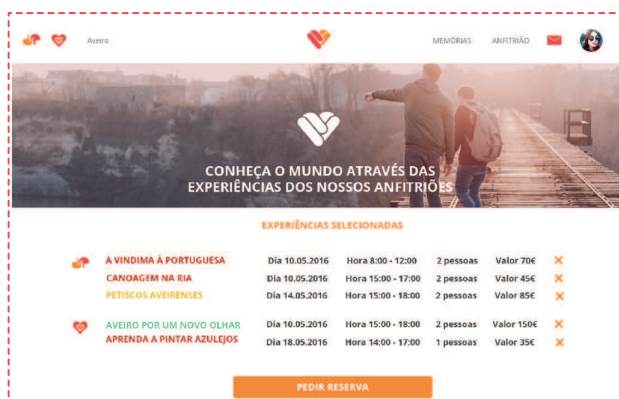 Aveiro MEMÓRIAS ANFITRIÃO
CONHEÇA O MUNDO ATRAVÉS DAS
EXPERIÊNCIAS DOS NOSSOS ANFITRIÕES
EXPERIÊNCIAS SELECIONADAS
A VINDIMA À PORTUGUESA Dia 10.05.2016 Hora 8:00 - 12:00 2 pessoas Valor 70€
CANOAGEM NA RIA Dia 10.05.2016 Hora 15:00 - 17:00 2 pessoas Valor 45€
PETISCOS AVEIRENSES Dia 14.05.2016 Hora 15:00 - 18:00 2 pessoas Valor 85€
AVEIRO POR UM NOVO OLHAR Dia 10.05.2016 Hora 15:00 - 18:00 2 pessoas Valor 150€
APRENDA A PINTAR AZULEJOS Dia 18.05.2016 Hora 14:00 - 17:00 1 pessoas Valor 35€
PEDIR RESERVA